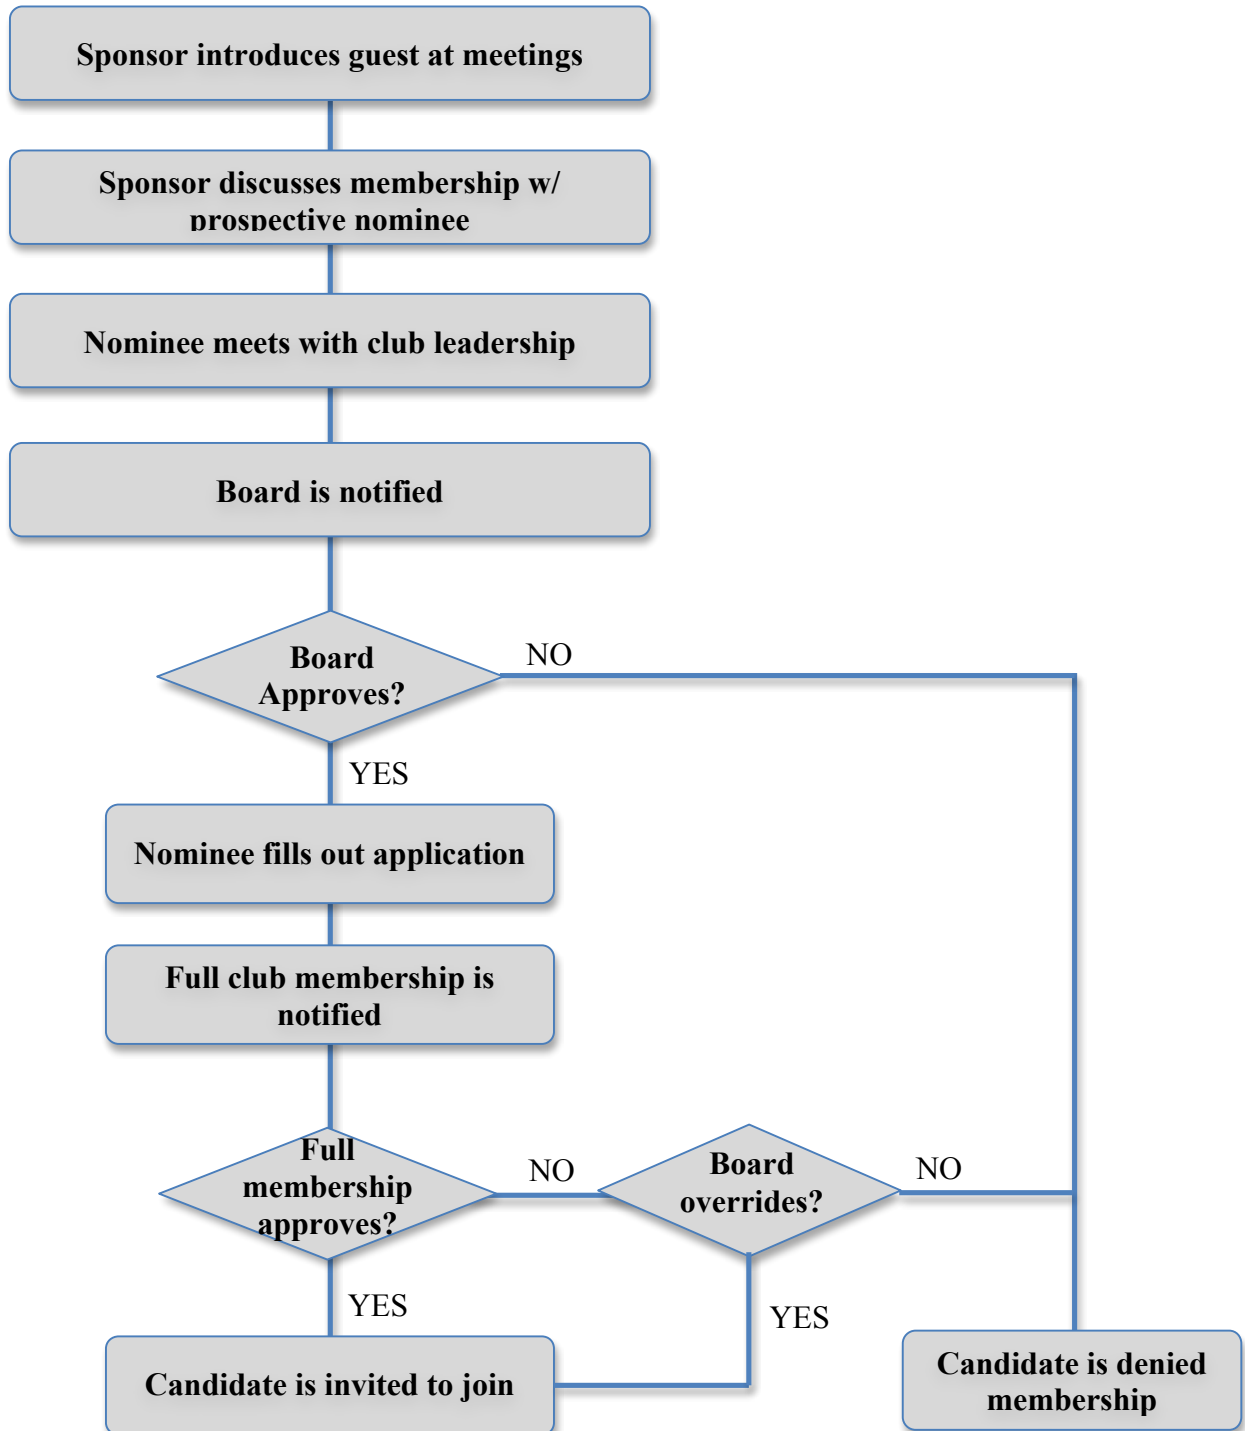 Sponsor introduces guest at meetings
Sponsor discusses membership w/
prospective nominee
Nominee meets with club leadership
Board is notified
Board
Approves?
NO
YES
Nominee fills out application
Full club membership is
notified
Full
membership
approves?
NO
Board
overrides?
NO
YES
YES
Candidate is invited to join
Candidate is denied
membership